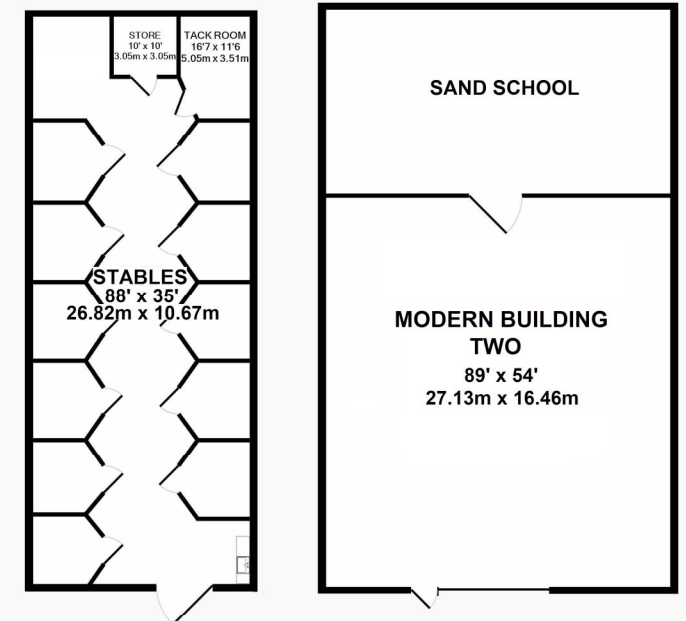 STORE
10' x 10'
3.05m x 3.05m
TACK ROOM
16'7 x 11'6
5.05m x 3.51m
STABLES
88' x 35'
26.82m x 10.67m
SAND SCHOOL
MODERN BUILDING
TWO
89' x 54'
27.13m x 16.46m